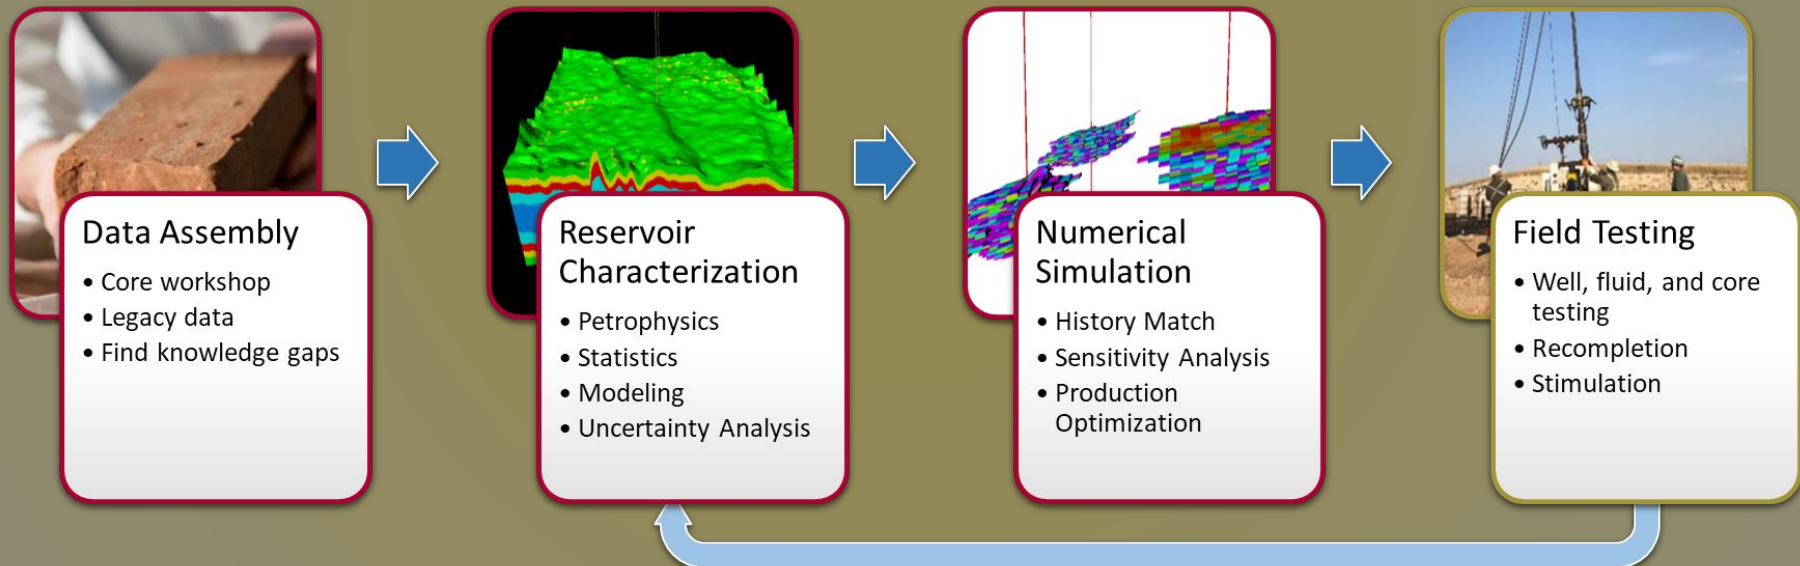 Data Assembly
• Core workshop
• Legacy data
• Find knowledge gaps
Reservoir
Characterization
• Petrophysics
• Statistics
• Modeling
• Uncertainty Analysis
Numerical
Simulation
• History Match
• Sensitivity Analysis
• Production
Optimization
Field Testing
• Well, fluid, and core
testing
• Recompletion
• Stimulation